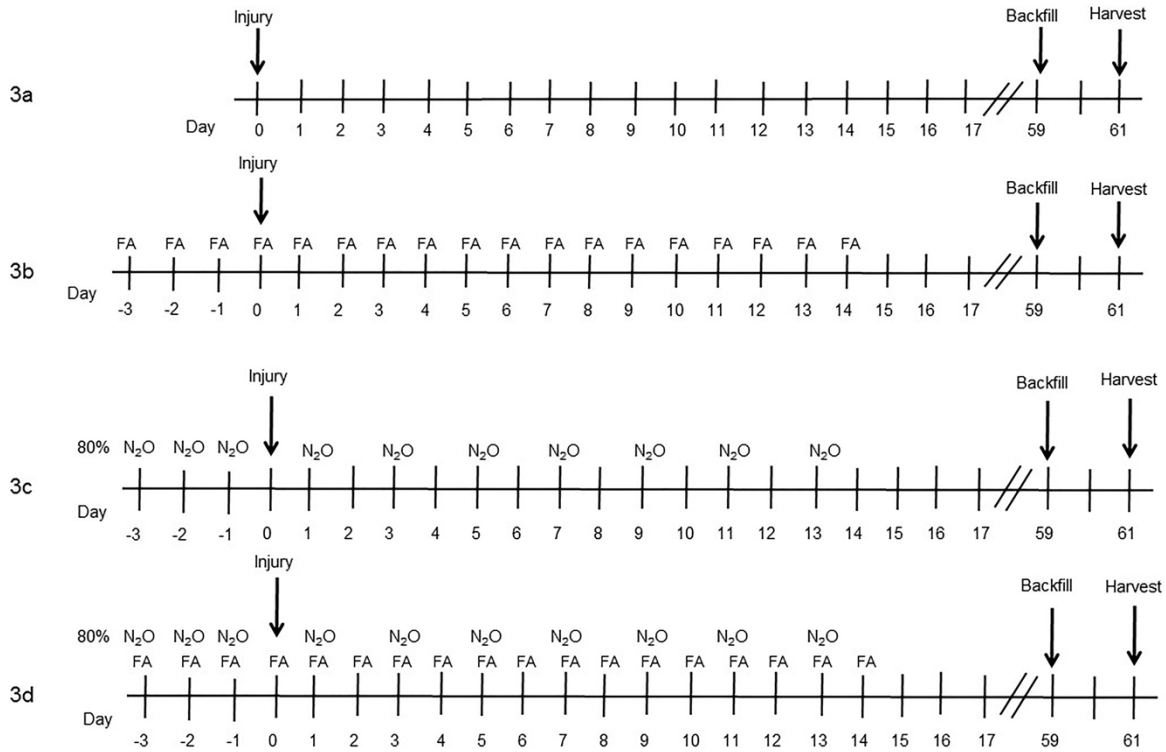 Injury Backfill Harvest
3a
Day 0 1 2 3 4 5 6 7 8 9 10 11 12 13 14 15 16 17 59 61
Injury Backfill Harvest
FA FA FA FA FA FA FA FA FA FA FA FA FA FA FA FA FA FA
3b
Day
-3 -2 -1 0 1 2 3 4 5 6 7 8 9 10 11 12 13 14 15 16 17 59 61
Injury Backfill Harvest
80% N₂O N₂O N₂O N₂O N₂O N₂O N₂O N₂O N₂O N₂O
3c
Day
-3 -2 -1 0 1 2 3 4 5 6 7 8 9 10 11 12 13 14 15 16 17 59 61
Injury Backfill Harvest
80% N₂O N₂O N₂O N₂O N₂O N₂O N₂O N₂O N₂O N₂O
FA FA FA FA FA FA FA FA FA FA FA FA FA FA FA FA FA FA
3d
Day
-3 -2 -1 0 1 2 3 4 5 6 7 8 9 10 11 12 13 14 15 16 17 59 61